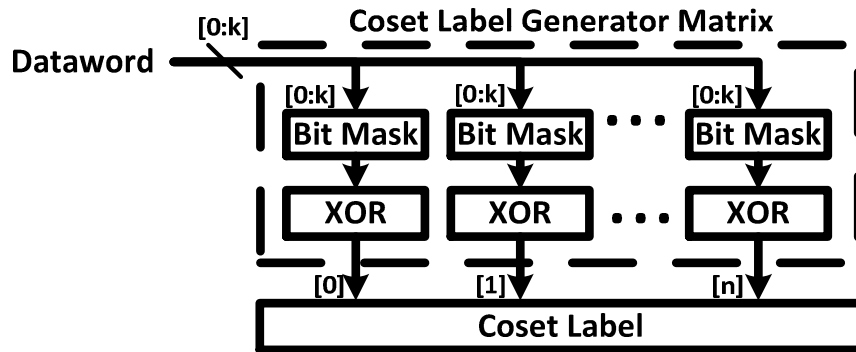 [0:k] Coset Label Generator Matrix
Dataword
[0:k] [0:k] [0:k]
Bit Mask Bit Mask ... Bit Mask
XOR XOR ... XOR
[0] [1] [n]
Coset Label